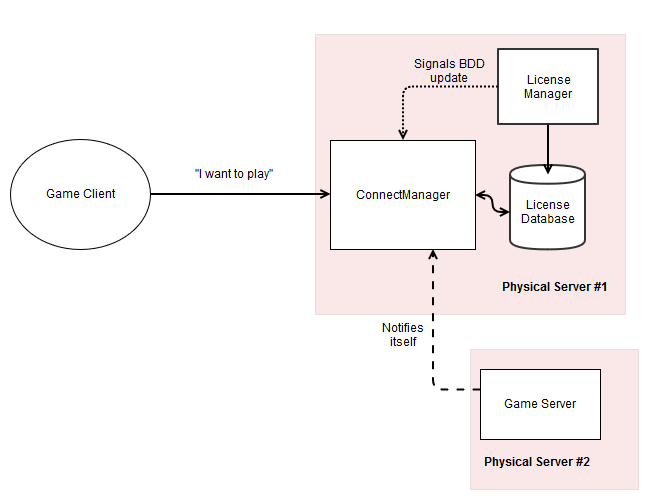 Signals BDD
update
License
Manager
"I want to play"
Game Client
ConnectManager
License
Database
Physical Server #1
Notifies
itself
Game Server
Physical Server #2